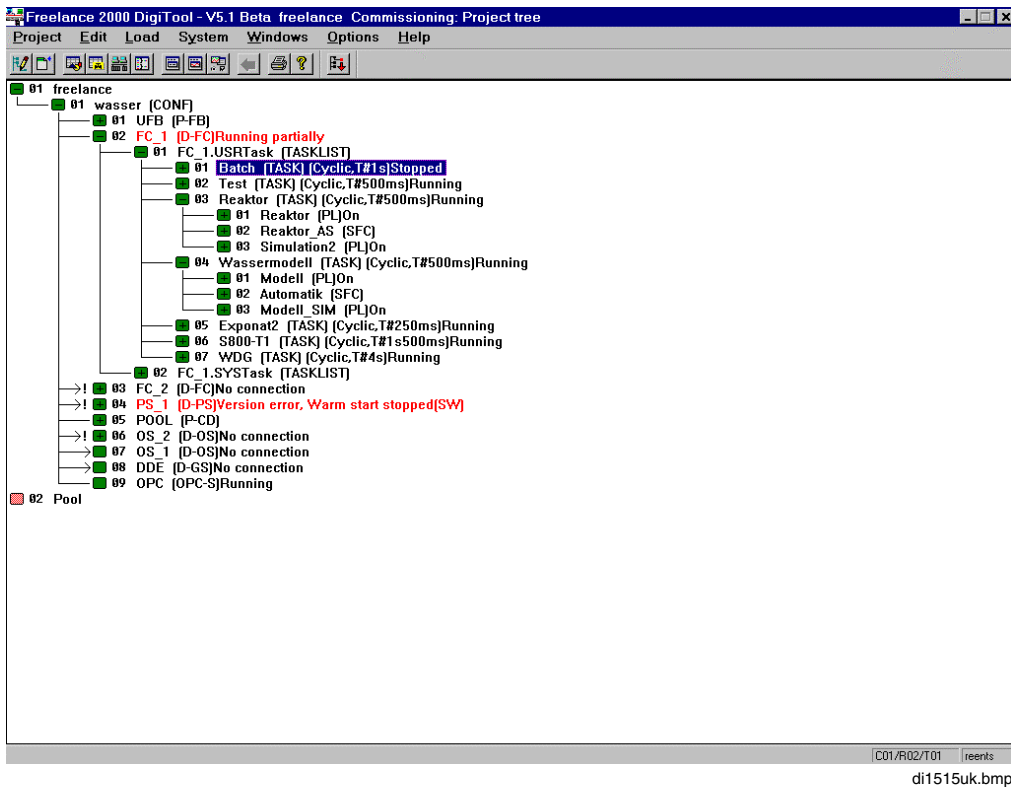 Freelance 2000 DigiTool - V5.1 Beta freelance Commissioning: Project tree
Project Edit Load System Windows Options Help
01 freelance
01 wasser (CONF)
01 UFB (P-FB)
02 FC_1 (D-FC)Running partially
01 FC_1.USRTask (TASKLIST)
01 Batch (TASK) (Cyclic,T#1s)Stopped
02 Test (TASK) (Cyclic,T#500ms)Running
03 Reaktor (TASK) (Cyclic,T#500ms)Running
01 Reaktor (PL)On
02 Reaktor_AS (SFC)
03 Simulation2 (PL)On
04 Wassermodell (TASK) (Cyclic,T#500ms)Running
01 Modell (PL)On
02 Automatik (SFC)
03 Modell_SIM (PL)On
05 Exponat2 (TASK) (Cyclic,T#250ms)Running
06 S800-T1 (TASK) (Cyclic,T#1s500ms)Running
07 WDG (TASK) (Cyclic,T#4s)Running
02 FC_1.SYSTask (TASKLIST)
! 03 FC_2 (D-FC)No connection
! 04 PS_1 (D-PS)Version error, Warm start stopped(SW)
05 POOL (P-CD)
! 06 OS_2 (D-OS)No connection
07 OS_1 (D-OS)No connection
08 DDE (D-GS)No connection
09 OPC (OPC-S)Running
02 Pool
C01/R02/T01 reents
di1515uk.bmp